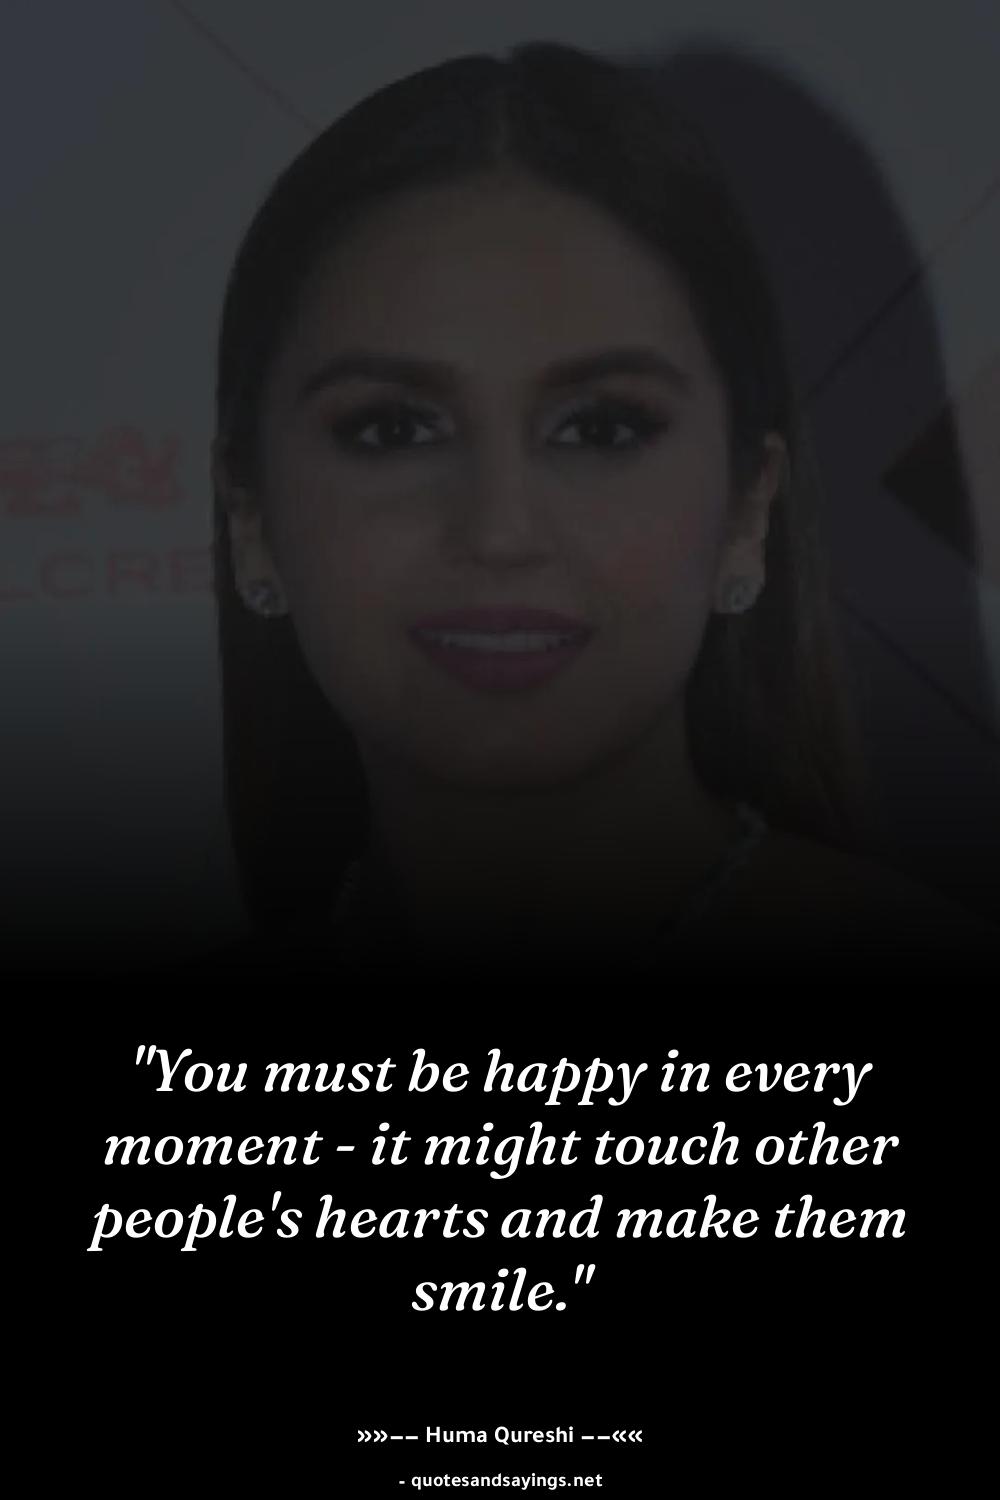 LCRE
"You must be happy in every
moment - it might touch other
people's hearts and make them
smile."
»»−− Huma Qureshi −−««
- quotesandsayings.net